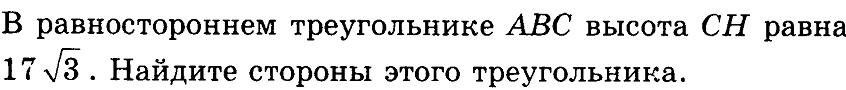 В равностороннем треугольнике ABC высота CH равна
17√3 . Найдите стороны этого треугольника.